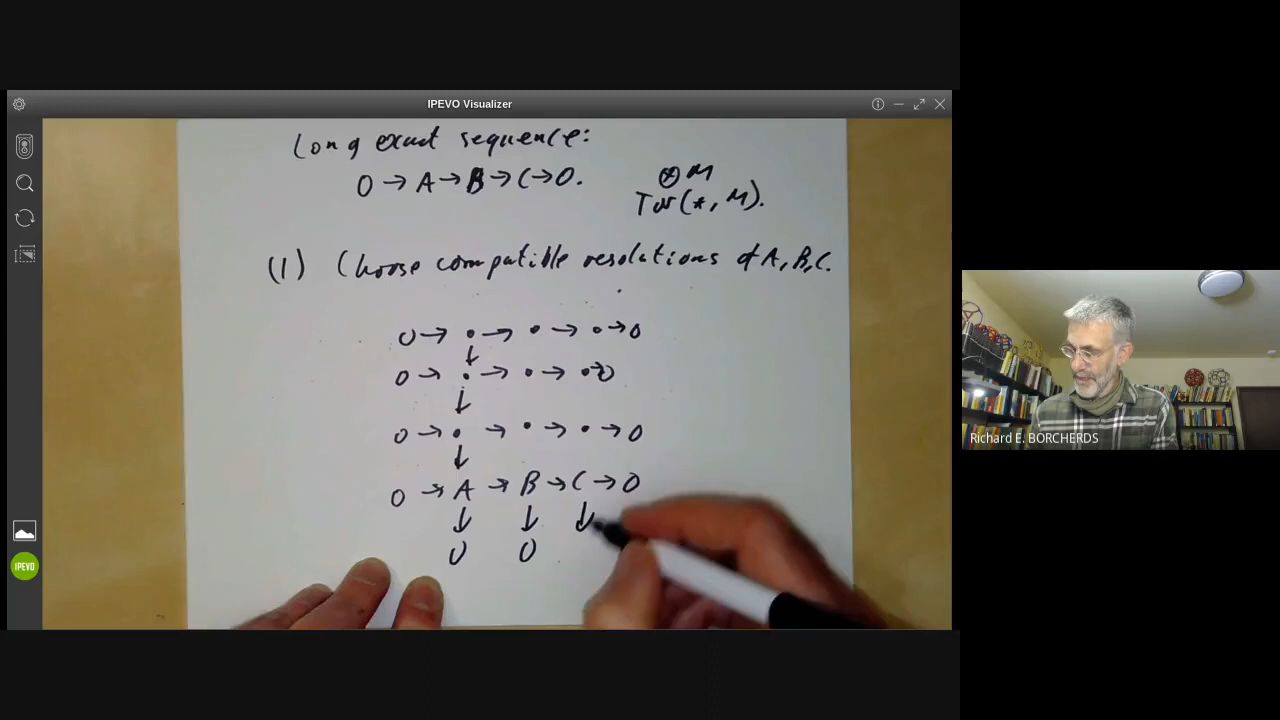 IPEVO Visualizer
Long exact sequence:
0 → A → B → C → 0.
⊗ M
Tor(*, M).
(1) Choose compatible resolutions of A, B, C.
0 → • → • → • → 0
↓
0 → • → • → • → 0
↓
0 → • → • → • → 0
↓
0 → A → B → C → 0
↓ ↓ ↓
0 0
Richard E. BORCHERDS
IPEVO